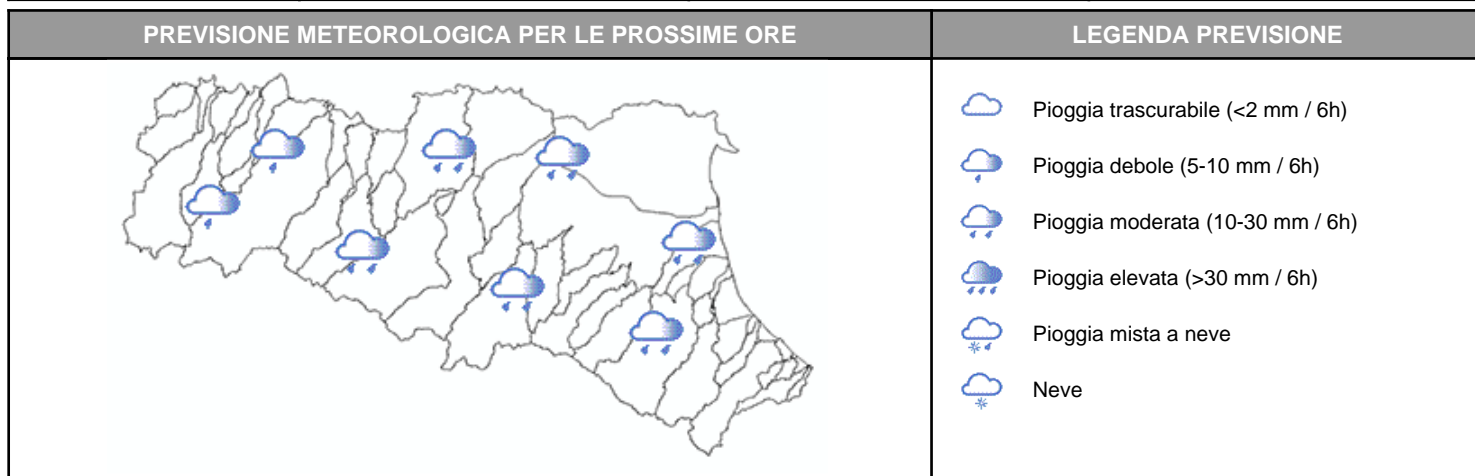 PREVISIONE METEOROLOGICA PER LE PROSSIME ORE
LEGENDA PREVISIONE
Pioggia trascurabile (<2 mm / 6h)
Pioggia debole (5-10 mm / 6h)
Pioggia moderata (10-30 mm / 6h)
Pioggia elevata (>30 mm / 6h)
Pioggia mista a neve
Neve